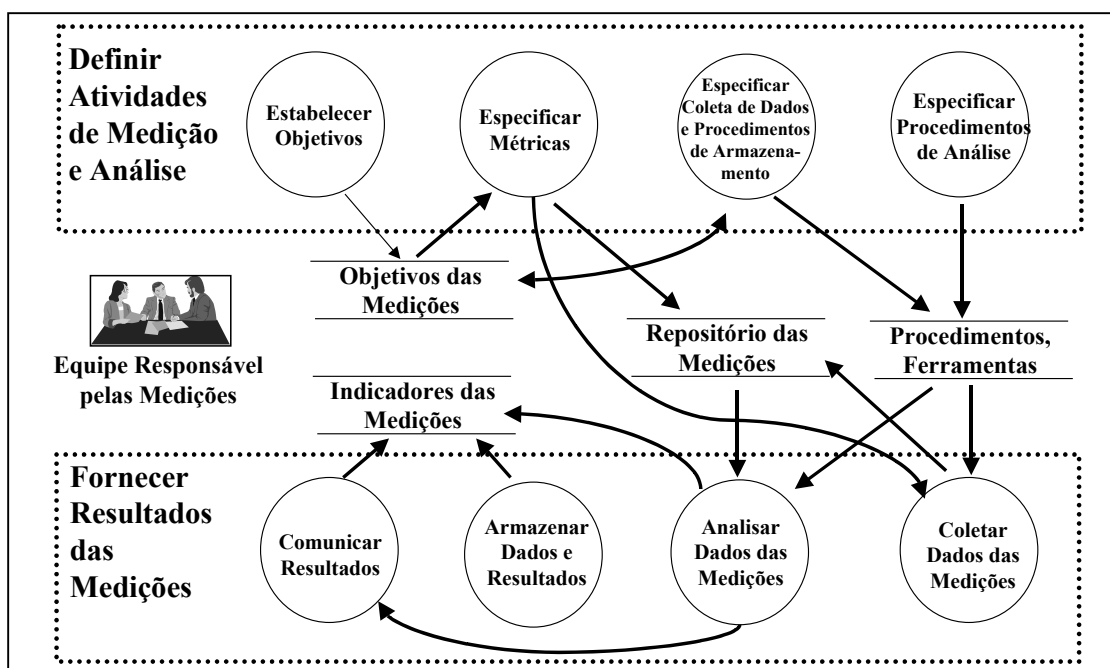 Definir
Atividades
de Medição
e Análise
Estabelecer
Objetivos
Especificar
Métricas
Especificar
Coleta de Dados
e Procedimentos
de Armazena-
mento
Especificar
Procedimentos
de Análise
Objetivos das
Medições
Equipe Responsável
pelas Medições
Repositório das
Medições
Procedimentos,
Ferramentas
Indicadores das
Medições
Fornecer
Resultados
das
Medições
Comunicar
Resultados
Armazenar
Dados e
Resultados
Analisar
Dados das
Medições
Coletar
Dados das
Medições